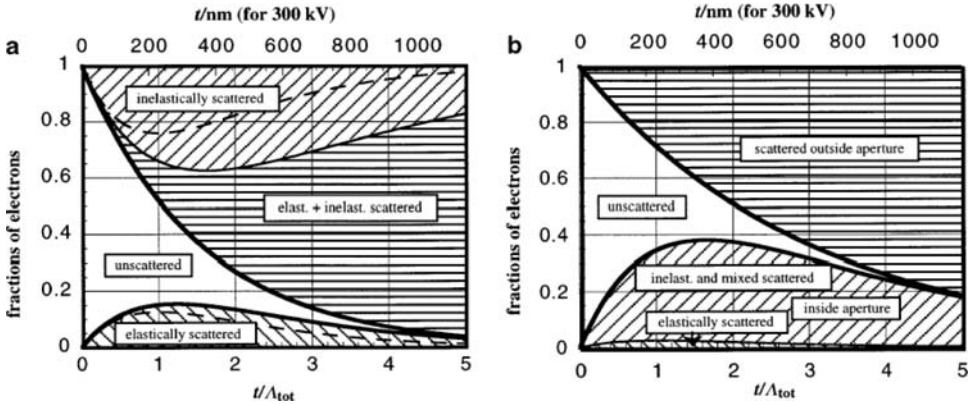 t/nm (for 300 kV)
a
0 200 400 600 800 1000
1
0.8
0.6
0.4
0.2
0
fractions of electrons
inelastically scattered
elast. + inelast. scattered
unscattered
elastically scattered
0 1 2 3 4 5
t/Λtot
t/nm (for 300 kV)
b
0 200 400 600 800 1000
1
0.8
0.6
0.4
0.2
0
fractions of electrons
scattered outside aperture
unscattered
inelast. and mixed scattered
inside aperture
elastically scattered
0 1 2 3 4 5
t/Λtot